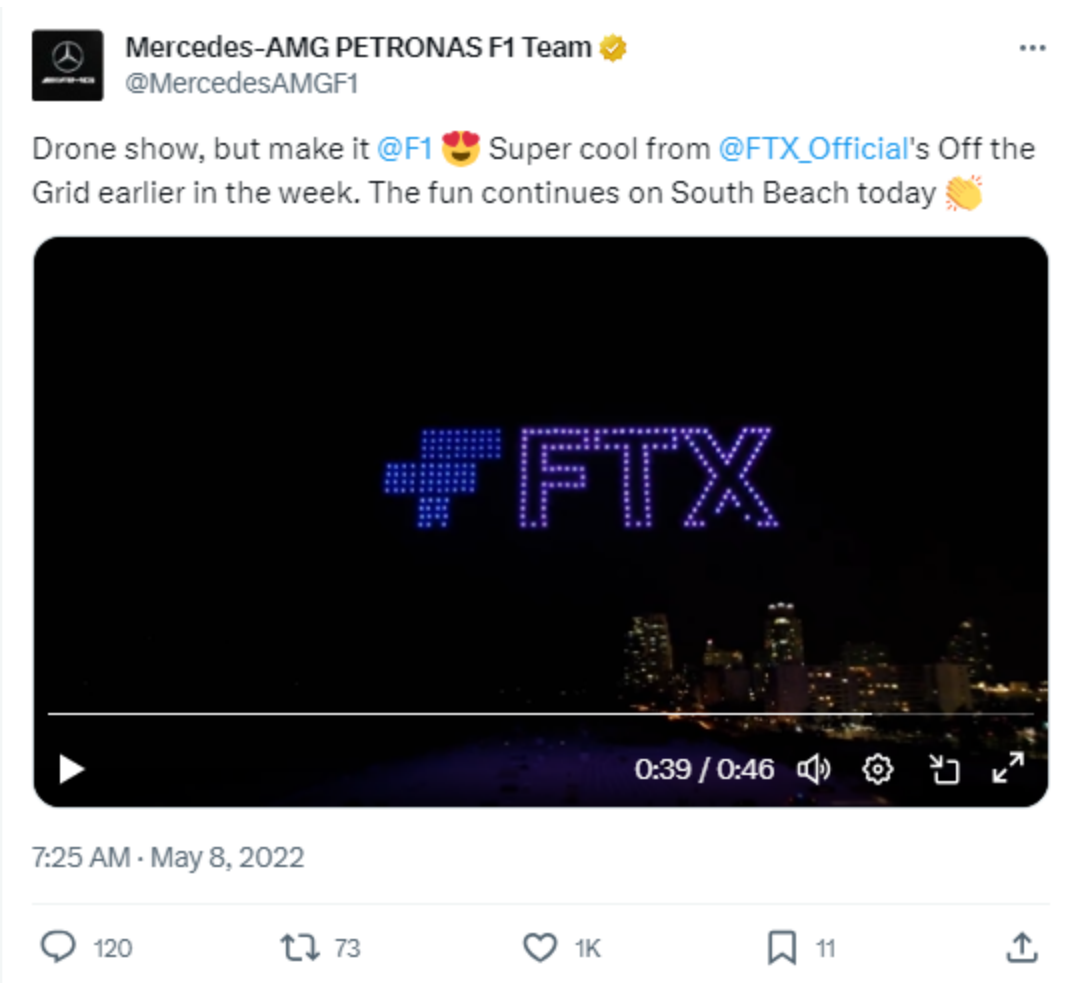 Mercedes-AMG PETRONAS F1 Team
@MercedesAMGF1
Drone show, but make it @F1 😍 Super cool from @FTX_Official's Off the
Grid earlier in the week. The fun continues on South Beach today 👏
FTX
0:39 / 0:46
7:25 AM · May 8, 2022
120 73 1K 11